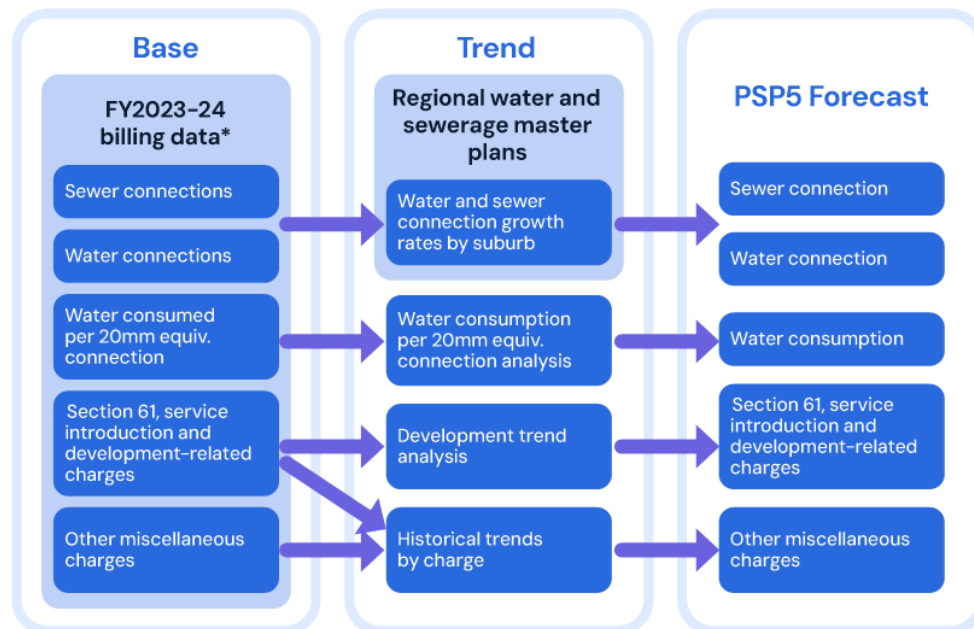 Base
FY2023-24
billing data*
Sewer connections
Water connections
Water consumed
per 20mm equiv.
connection
Section 61, service
introduction and
development-related
charges
Other miscellaneous
charges
Trend
Regional water and
sewerage master
plans
Water and sewer
connection growth
rates by suburb
Water consumption
per 20mm equiv.
connection analysis
Development trend
analysis
Historical trends
by charge
PSP5 Forecast
Sewer connection
Water connection
Water consumption
Section 61, service
introduction and
development-related
charges
Other miscellaneous
charges